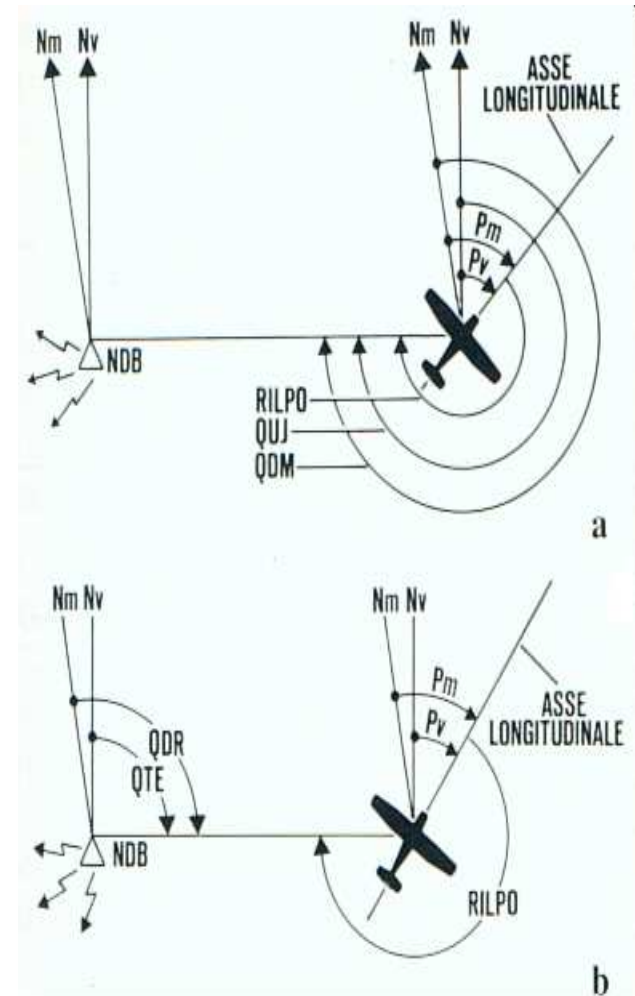 Nm Nv
Nm Nv
ASSE
LONGITUDINALE
Pm
Pv
NDB
RILPO
QUJ
QDM
a
Nm Nv
Nm Nv
Pm
Pv
ASSE
LONGITUDINALE
QDR
QTE
NDB
RILPO
b